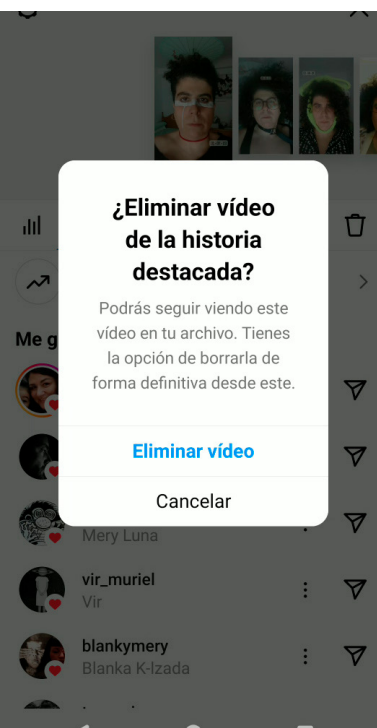 ¿Eliminar vídeo
de la historia
destacada?
Podrás seguir viendo este
vídeo en tu archivo. Tienes
la opción de borrarla de
forma definitiva desde este.
Me g
Eliminar vídeo
Cancelar
Mery Luna
vir_muriel
Vir
blankymery
Blanka K-lzada